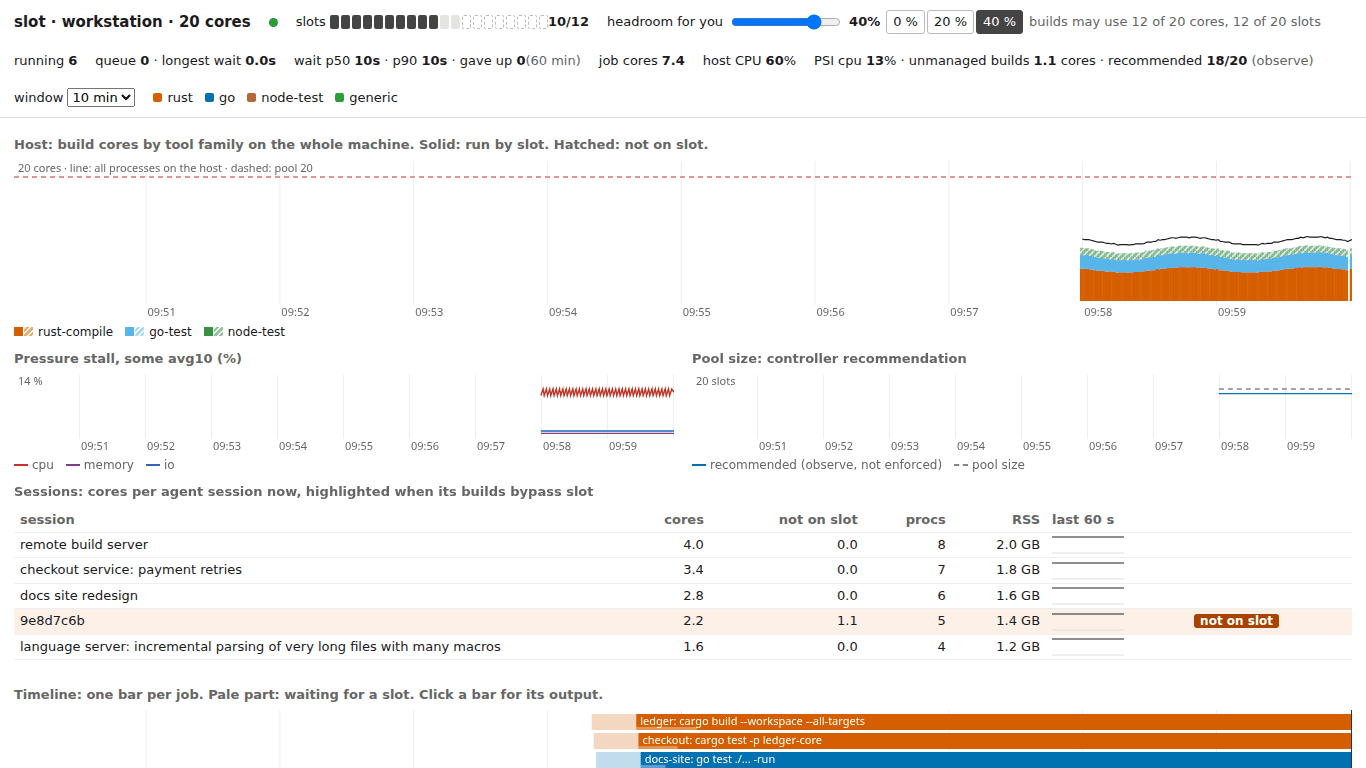 slot · workstation · 20 cores slots 10/12 headroom for you 40% 0 % 20 % 40 % builds may use 12 of 20 cores, 12 of 20 slots
running 6 queue 0 · longest wait 0.0s wait p50 10s · p90 10s · gave up 0(60 min) job cores 7.4 host CPU 60% PSI cpu 13% · unmanaged builds 1.1 cores · recommended 18/20 (observe)
window 10 min rust go node-test generic
Host: build cores by tool family on the whole machine. Solid: run by slot. Hatched: not on slot.
20 cores · line: all processes on the host · dashed: pool 20
09:51 09:52 09:53 09:54 09:55 09:56 09:57 09:58 09:59
rust-compile go-test node-test
Pressure stall, some avg10 (%) Pool size: controller recommendation
14 % 20 slots
09:51 09:52 09:53 09:54 09:55 09:56 09:57 09:58 09:59 09:51 09:52 09:53 09:54 09:55 09:56 09:57 09:58 09:59
cpu memory io recommended (observe, not enforced) pool size
Sessions: cores per agent session now, highlighted when its builds bypass slot
session cores not on slot procs RSS last 60 s
remote build server 4.0 0.0 8 2.0 GB
checkout service: payment retries 3.4 0.0 7 1.8 GB
docs site redesign 2.8 0.0 6 1.6 GB
9e8d7c6b 2.2 1.1 5 1.4 GB not on slot
language server: incremental parsing of very long files with many macros 1.6 0.0 4 1.2 GB
Timeline: one bar per job. Pale part: waiting for a slot. Click a bar for its output.
ledger: cargo build --workspace --all-targets
checkout: cargo test -p ledger-core
docs-site: go test ./... -run